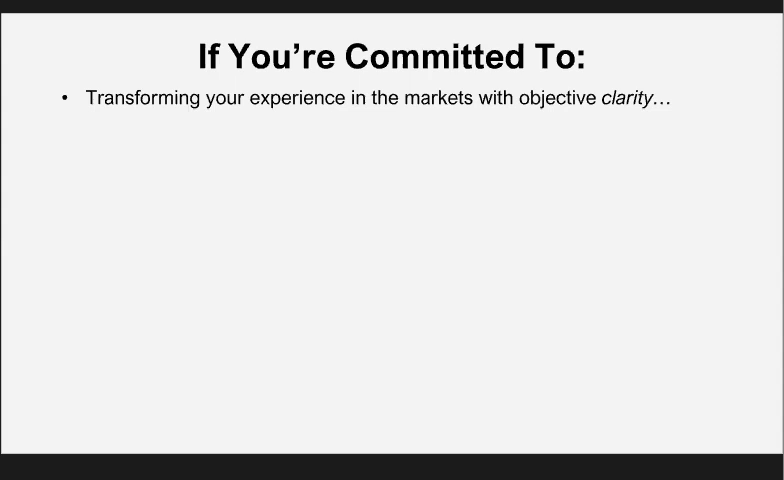 If You’re Committed To:
• Transforming your experience in the markets with objective clarity…